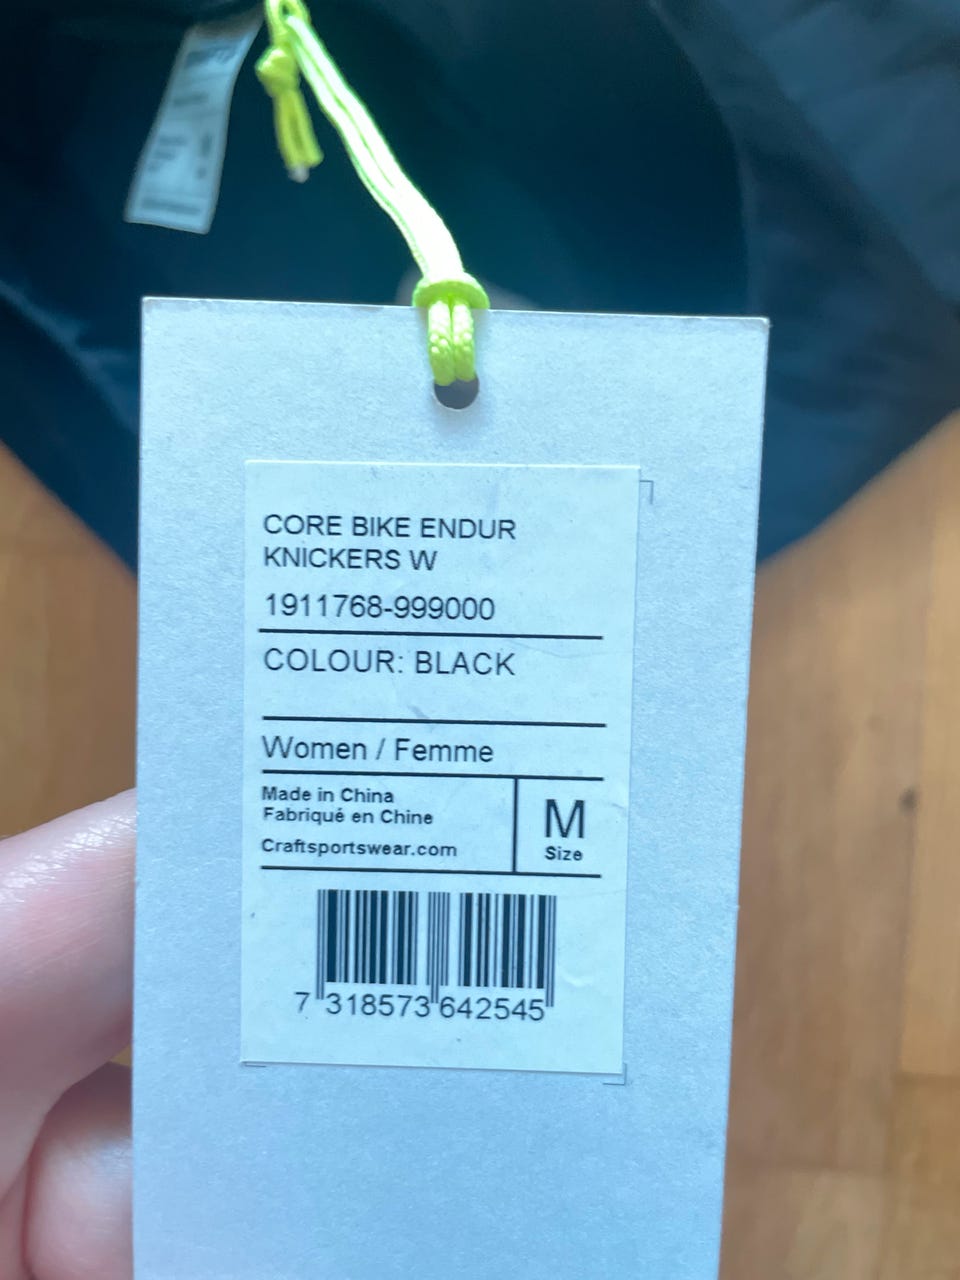 CORE BIKE ENDUR
KNICKERS W
1911768-999000
COLOUR: BLACK
Women / Femme
Made in China
Fabriqué en Chine
Craftsportswear.com
M
Size
7 318573 642545